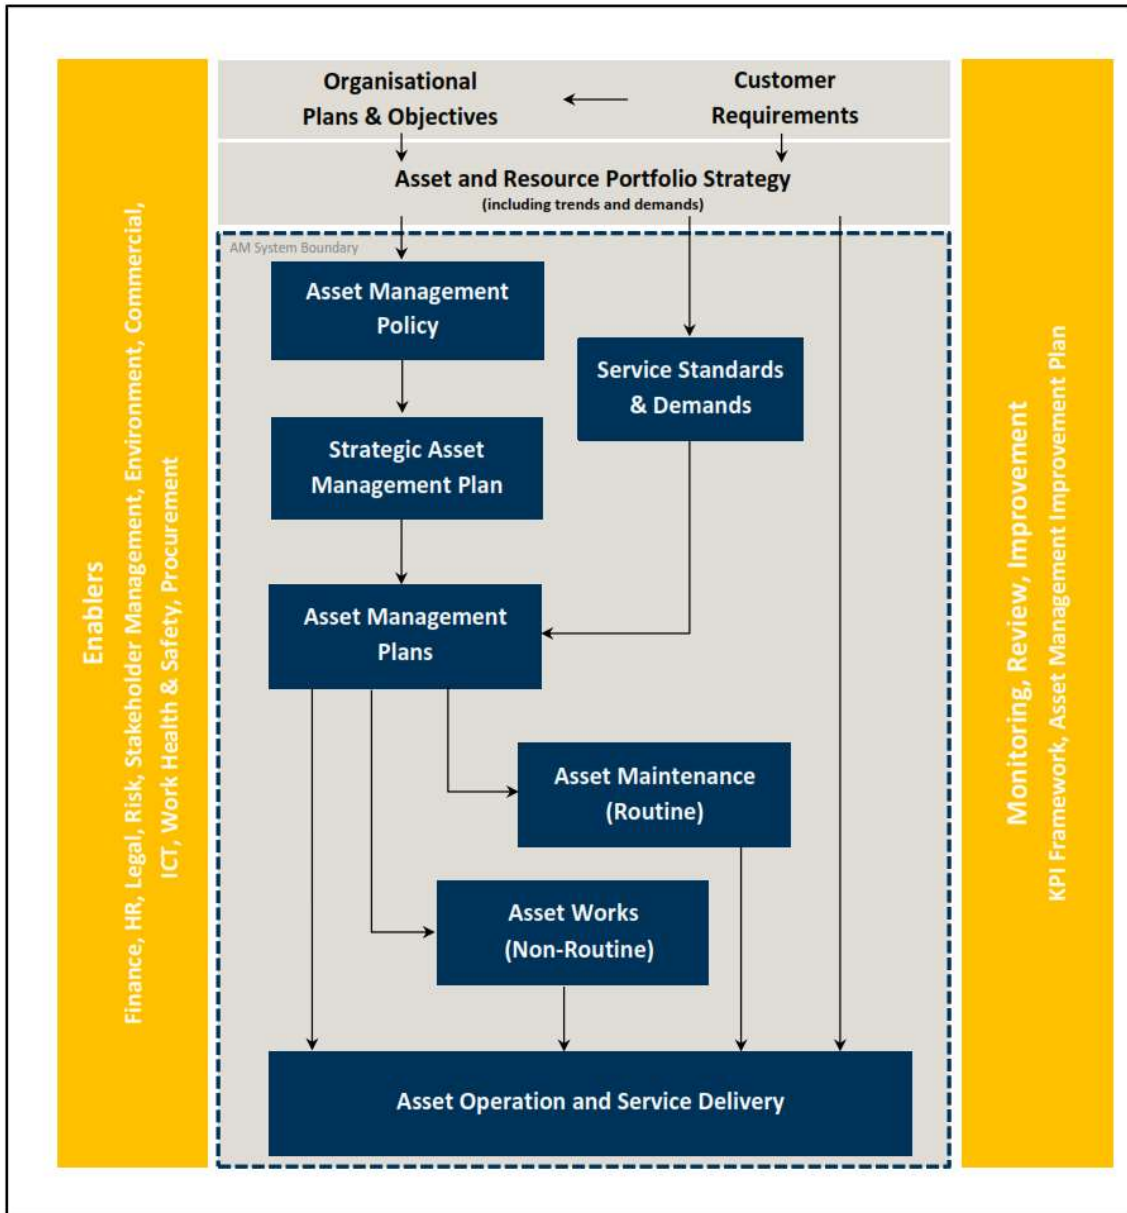 Organisational
Plans & Objectives
Customer
Requirements
Asset and Resource Portfolio Strategy
(including trends and demands)
AM System Boundary
Asset Management
Policy
Service Standards
& Demands
Strategic Asset
Management Plan
Asset Management
Plans
Asset Maintenance
(Routine)
Asset Works
(Non-Routine)
Asset Operation and Service Delivery
Enablers
Finance, HR, Legal, Risk, Stakeholder Management, Environment, Commercial,
ICT, Work Health & Safety, Procurement
Monitoring, Review, Improvement
KPI Framework, Asset Management Improvement Plan